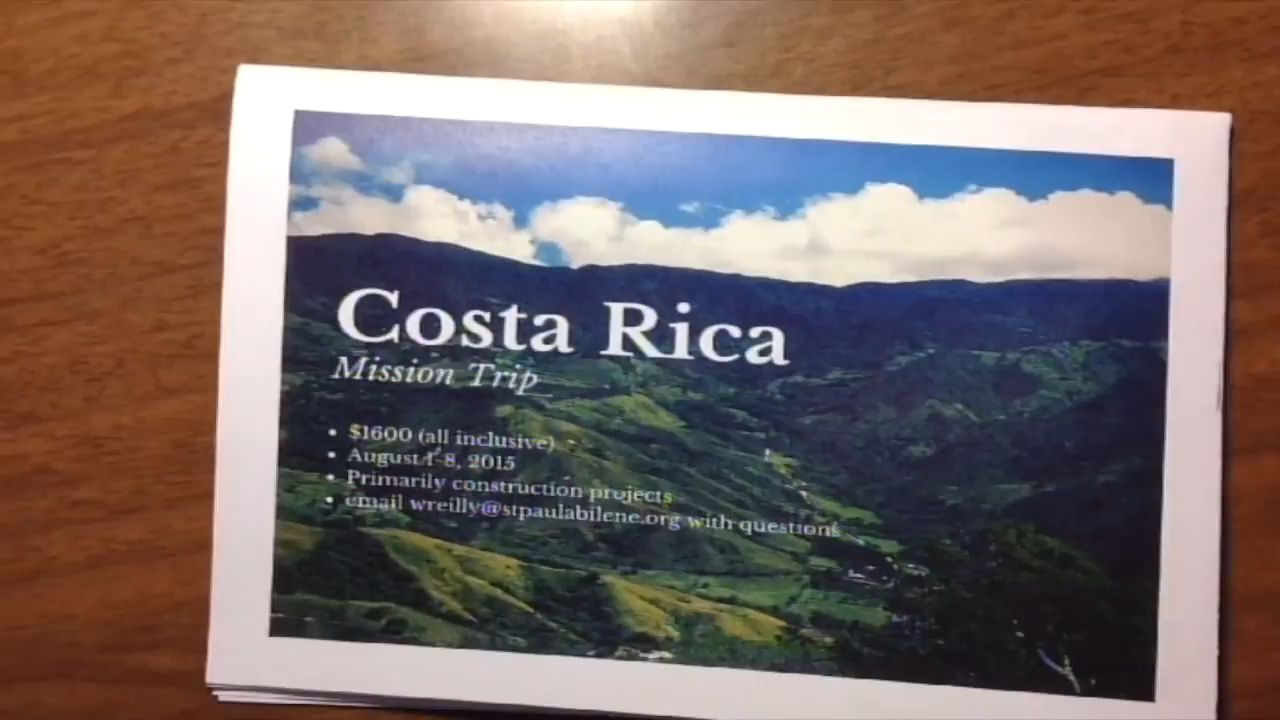 Costa Rica
Mission Trip
• $1600 (all inclusive)
• August 1-8, 2015
• Primarily construction projects
• email wreilly@stpaulabilene.org with questions